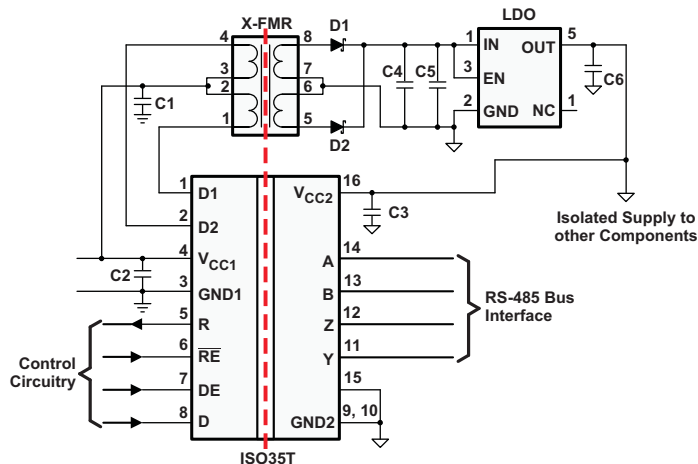 X-FMR
D1
LDO
4
8
1
IN
OUT
5
3
7
C4
C5
3
EN
C6
2
6
C1
2
GND
NC
1
1
5
D2
1
D1
16
VCC2
2
D2
C3
Isolated Supply to
other Components
4
VCC1
14
A
C2
3
GND1
13
B
RS-485 Bus
Interface
5
R
12
Z
Control
Circuitry
6
RE
11
Y
7
DE
15
8
D
9, 10
GND2
ISO35T